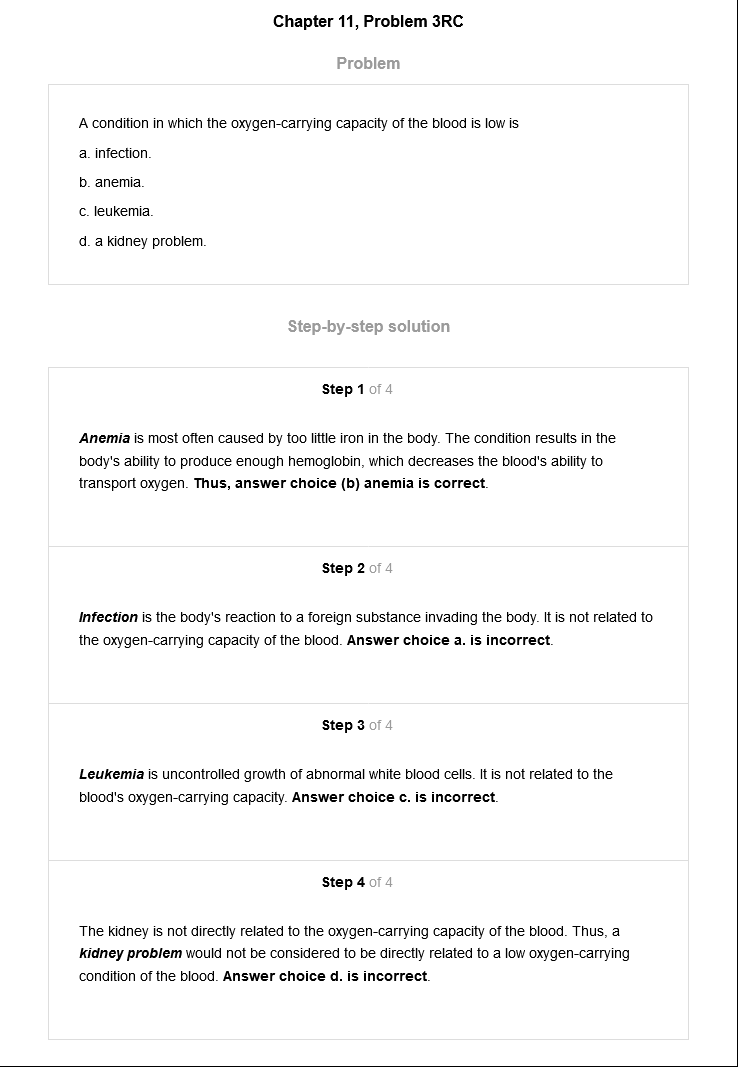 Chapter 11, Problem 3RC
Problem
A condition in which the oxygen-carrying capacity of the blood is low is
a. infection.
b. anemia.
c. leukemia.
d. a kidney problem.
Step-by-step solution
Step 1 of 4
Anemia is most often caused by too little iron in the body. The condition results in the
body's ability to produce enough hemoglobin, which decreases the blood's ability to
transport oxygen. Thus, answer choice (b) anemia is correct.
Step 2 of 4
Infection is the body's reaction to a foreign substance invading the body. It is not related to
the oxygen-carrying capacity of the blood. Answer choice a. is incorrect.
Step 3 of 4
Leukemia is uncontrolled growth of abnormal white blood cells. It is not related to the
blood's oxygen-carrying capacity. Answer choice c. is incorrect.
Step 4 of 4
The kidney is not directly related to the oxygen-carrying capacity of the blood. Thus, a
kidney problem would not be considered to be directly related to a low oxygen-carrying
condition of the blood. Answer choice d. is incorrect.